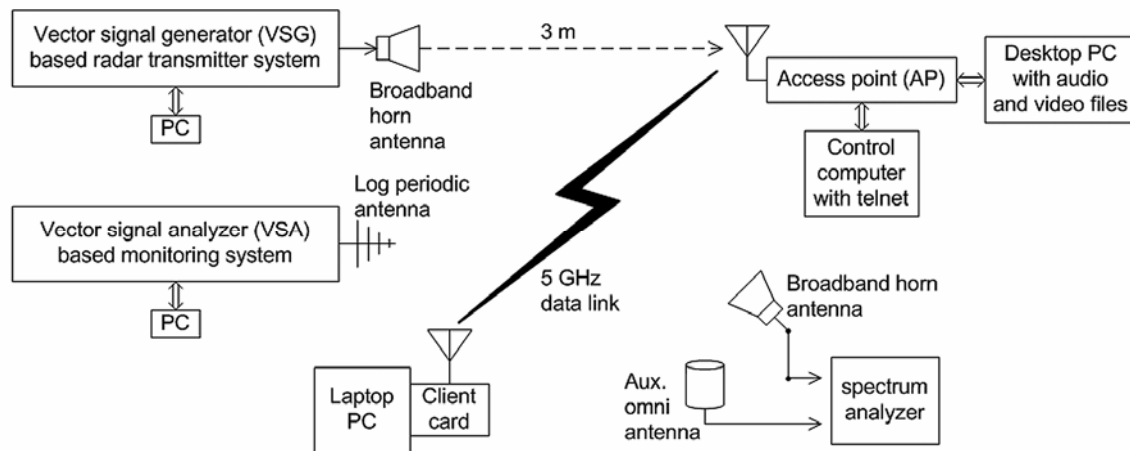 Vector signal generator (VSG)
based radar transmitter system
PC
Broadband
horn
antenna
3 m
Access point (AP)
Desktop PC
with audio
and video files
Control
computer
with telnet
Vector signal analyzer (VSA)
based monitoring system
PC
Log periodic
antenna
5 GHz
data link
Laptop
PC
Client
card
Broadband horn
antenna
Aux.
omni
antenna
spectrum
analyzer